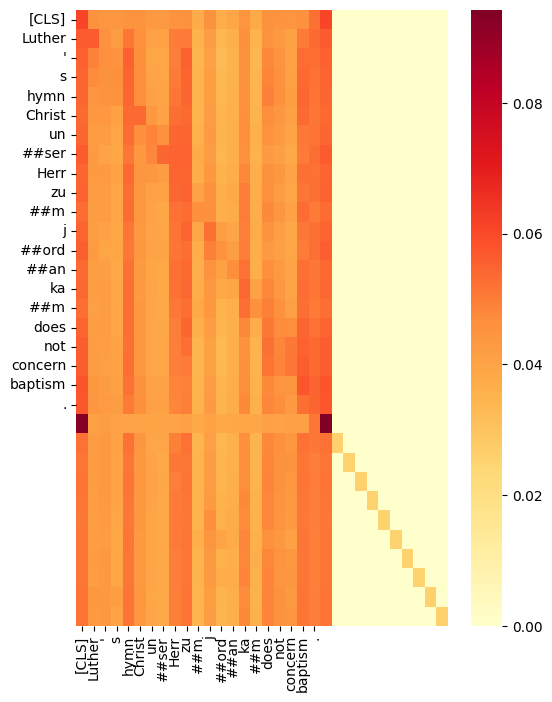 [CLS]
Luther
'
s
hymn
Christ
un
##ser
Herr
zu
##m
j
##ord
##an
ka
##m
does
not
concern
baptism
.
0.08
0.06
0.04
0.02
0.00
[CLS] Luther ' s hymn Christ un ##ser Herr zu ##m j ##ord ##an ka ##m does not concern baptism .